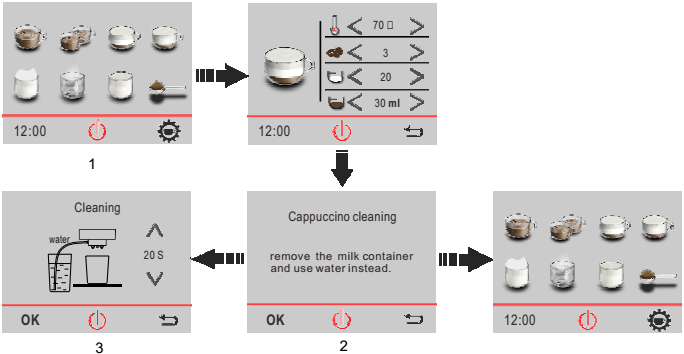 70 □
3
20
30 ml
12:00
12:00
1
Cleaning
water
20 S
OK
3
Cappuccino cleaning
remove the milk container
and use water instead.
OK
2
12:00